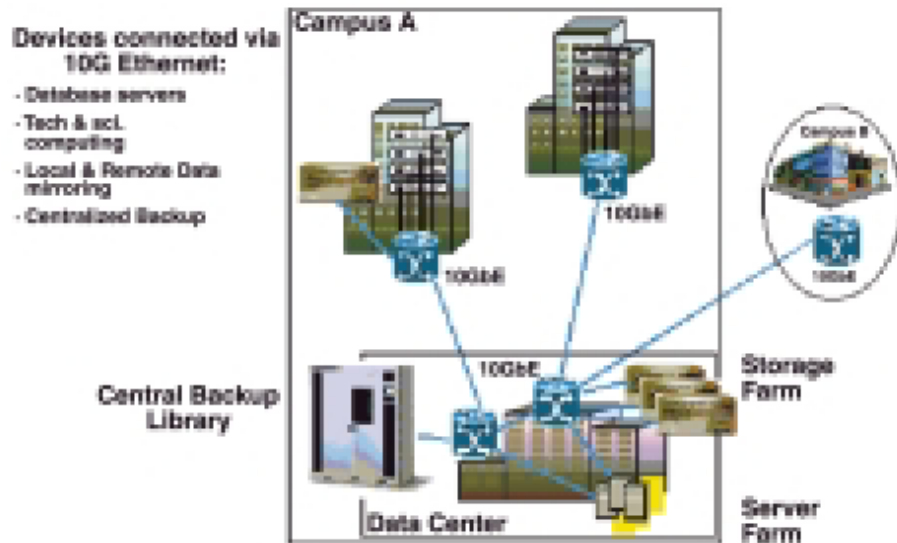 Devices connected via
10G Ethernet:
- Database servers
- Tech & sci.
computing
- Local & Remote Data
mirroring
- Centralized Backup
Campus A
10GbE
10GbE
Campus B
10GbE
10GbE
Central Backup
Library
Storage
Farm
Data Center
Server
Farm